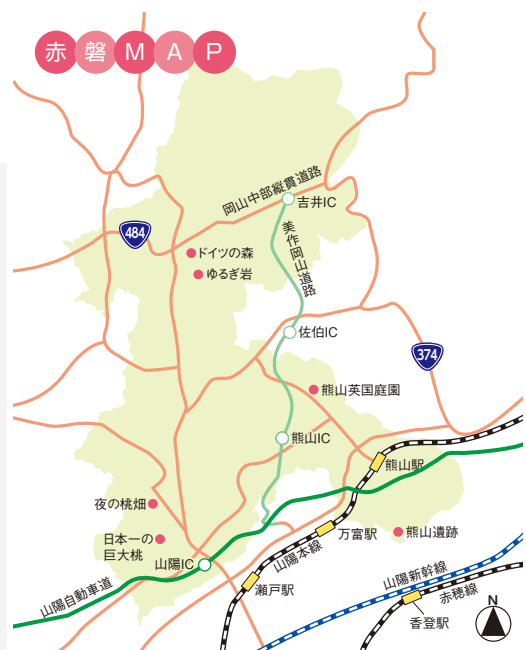 赤磐MAP
岡山中部縦貫道路
吉井IC
484
美作岡山道路
ドイツの森
ゆるぎ岩
佐伯IC
374
熊山英国庭園
熊山IC
熊山駅
夜の桃畑
万富駅
熊山遺跡
日本一の
巨大桃
山陽IC
山陽本線
山陽新幹線
瀬戸駅
山陽自動車道
赤穂線
香登駅
N